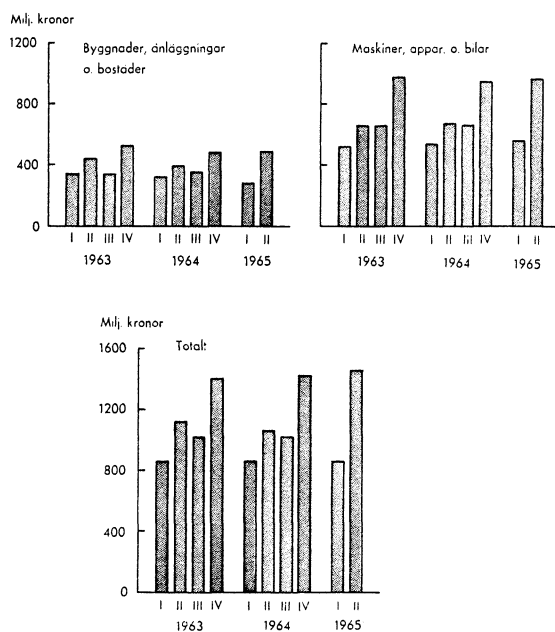 Milj. kronor
1200
800
400
0
Byggnader, anläggningar
o. bostäder
I II III IV I II III IV I II
1963 1964 1965
Maskiner, appar. o. bilar
I II III IV I II III IV I II
1963 1964 1965
Milj. kronor
1600
1200
800
400
0
Totalt
I II III IV I II III IV I II
1963 1964 1965